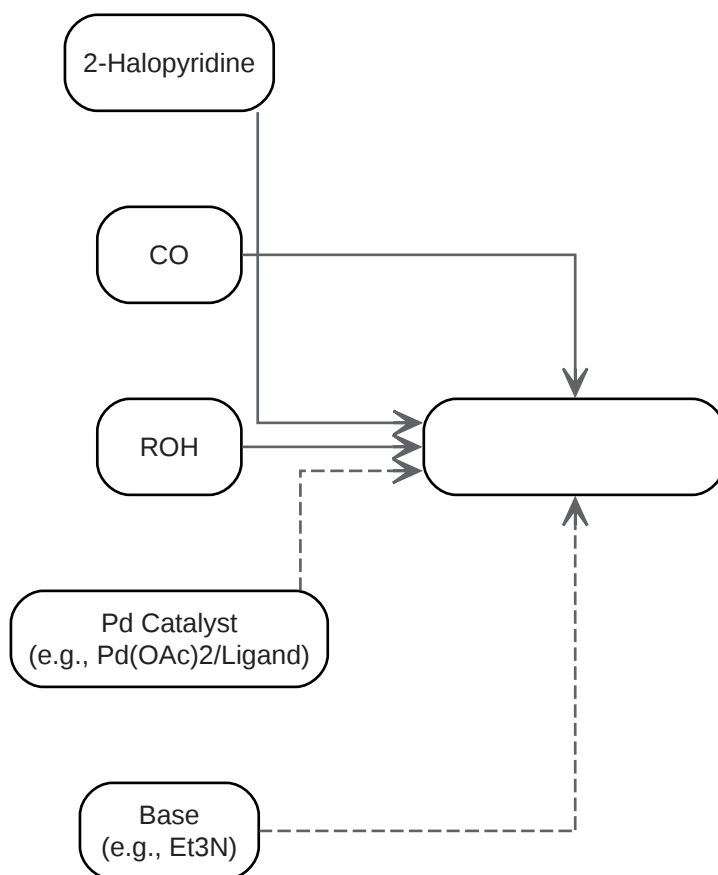 2-Halopyridine
CO
ROH
Pd Catalyst
(e.g., Pd(OAc)2/Ligand)
Base
(e.g., Et3N)